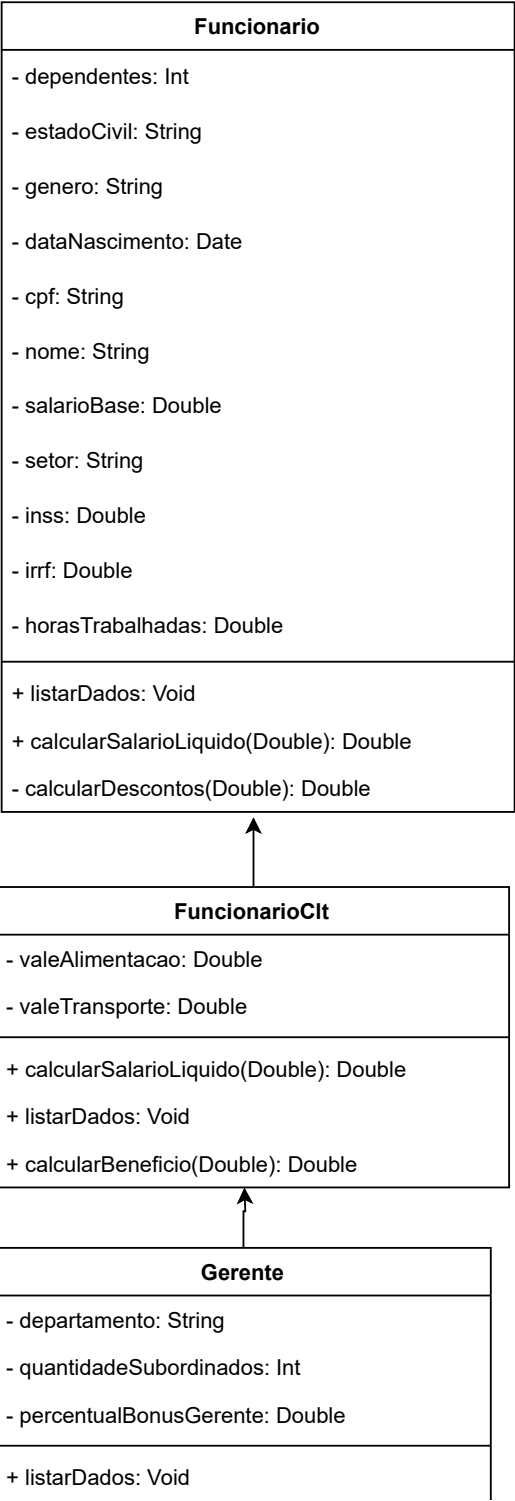 Funcionario
- dependentes: Int
- estadoCivil: String
- genero: String
- dataNascimento: Date
- cpf: String
- nome: String
- salarioBase: Double
- setor: String
- inss: Double
- irrf: Double
- horasTrabalhadas: Double
+ listarDados: Void
+ calcularSalarioLiquido(Double): Double
- calcularDescontos(Double): Double
FuncionarioClt
- valeAlimentacao: Double
- valeTransporte: Double
+ calcularSalarioLiquido(Double): Double
+ listarDados: Void
+ calcularBeneficio(Double): Double
Gerente
- departamento: String
- quantidadeSubordinados: Int
- percentualBonusGerente: Double
+ listarDados: Void